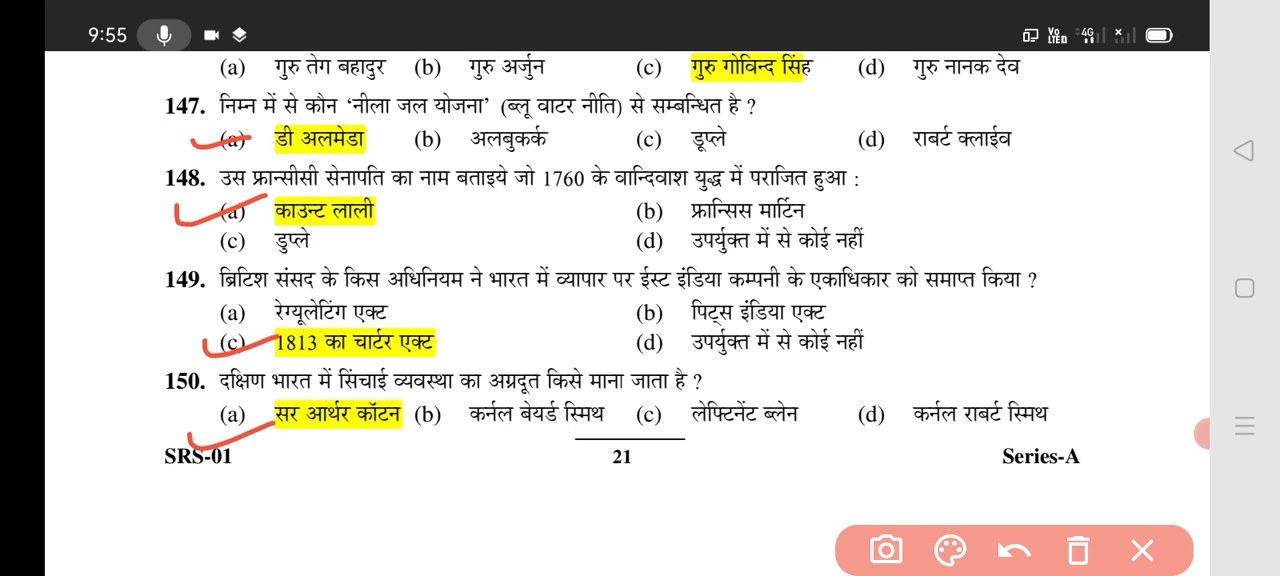 9:55 Vo LTED 4G
(a) गुरु तेग बहादुर (b) गुरु अर्जुन (c) गुरु गोविन्द सिंह (d) गुरु नानक देव
147. निम्न में से कौन ‘नीला जल योजना’ (ब्लू वाटर नीति) से सम्बन्धित है ?
(a) डी अलमेडा (b) अलबुकर्क (c) डूप्ले (d) राबर्ट क्लाईव
148. उस फ्रान्सीसी सेनापति का नाम बताइये जो 1760 के वान्दिवाश युद्ध में पराजित हुआ :
(a) काउन्ट लाली (b) फ्रान्सिस मार्टिन
(c) डुप्ले (d) उपर्युक्त में से कोई नहीं
149. ब्रिटिश संसद के किस अधिनियम ने भारत में व्यापार पर ईस्ट इंडिया कम्पनी के एकाधिकार को समाप्त किया ?
(a) रेग्यूलेटिंग एक्ट (b) पिट्स इंडिया एक्ट
(c) 1813 का चार्टर एक्ट (d) उपर्युक्त में से कोई नहीं
150. दक्षिण भारत में सिंचाई व्यवस्था का अग्रदूत किसे माना जाता है ?
(a) सर आर्थर कॉटन (b) कर्नल बेयर्ड स्मिथ (c) लेफ्टिनेंट ब्लेन (d) कर्नल राबर्ट स्मिथ
SRS-01 21 Series-A